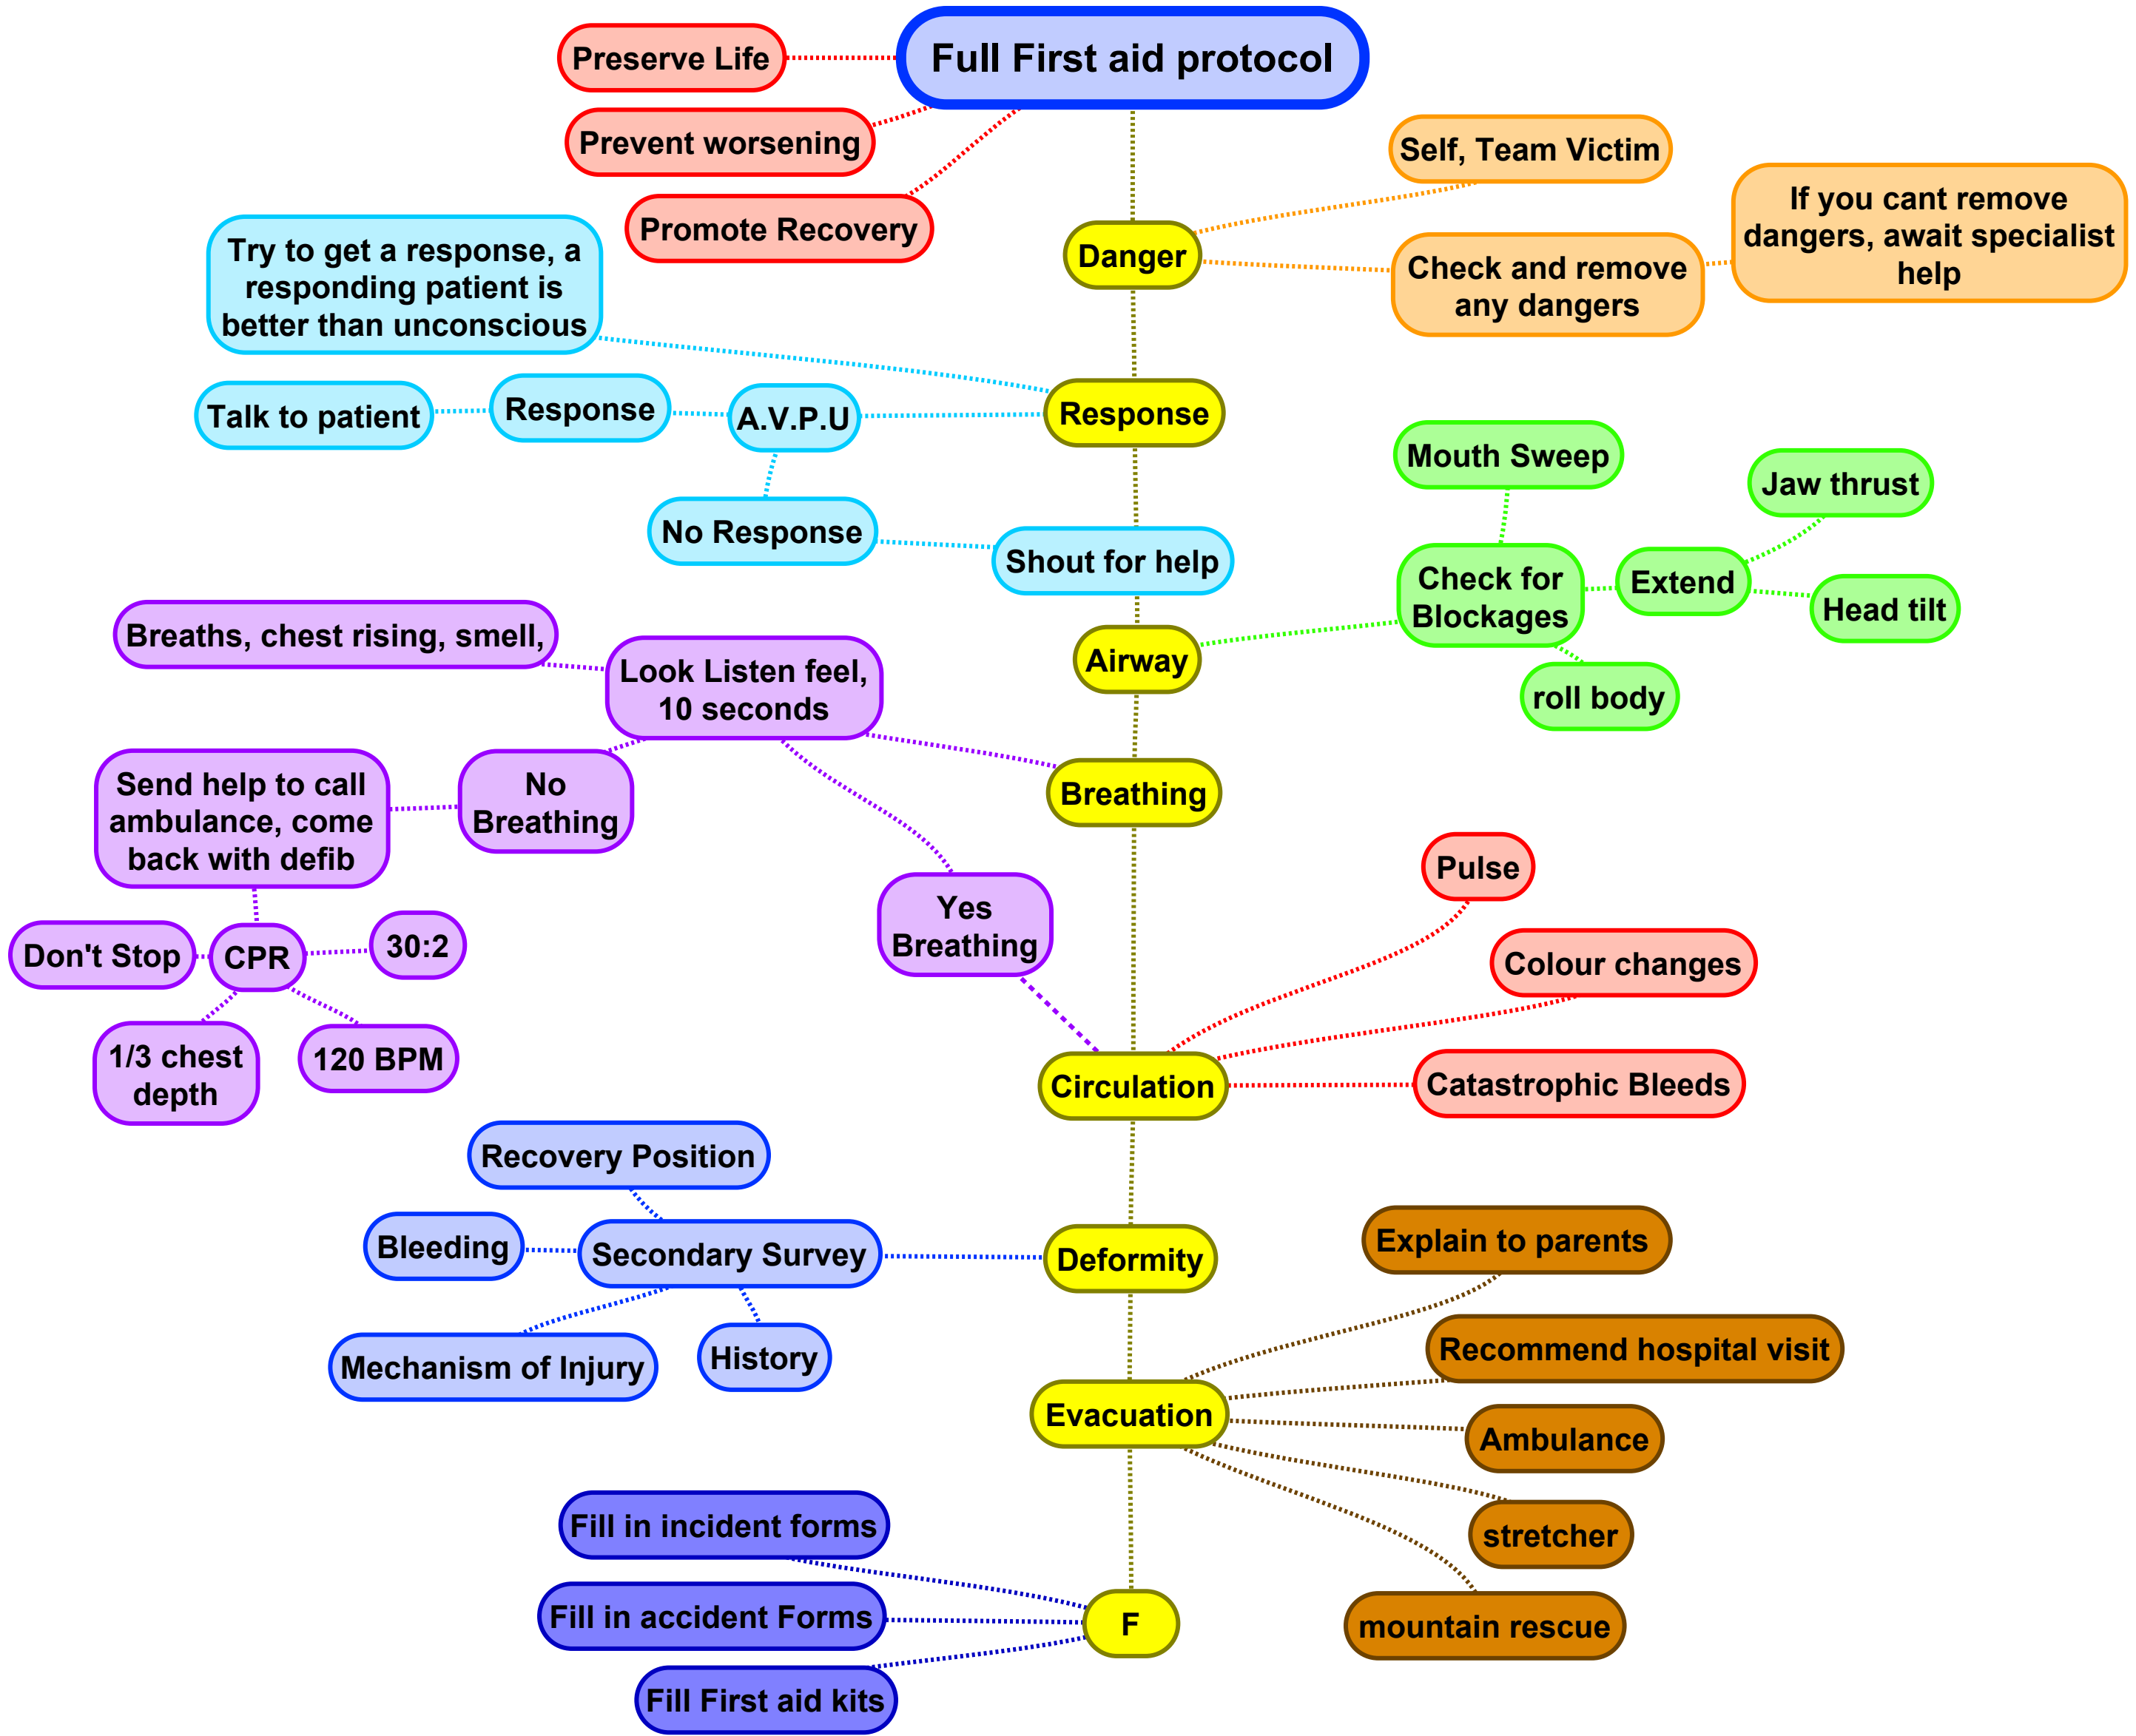 Full First aid protocol
Preserve Life
Prevent worsening
Promote Recovery
Danger
Self, Team Victim
Check and remove
any dangers
If you cant remove
dangers, await specialist
help
Try to get a response, a
responding patient is
better than unconscious
Response
A.V.P.U
Response
Talk to patient
No Response
Shout for help
Mouth Sweep
Jaw thrust
Check for
Blockages
Extend
Head tilt
roll body
Airway
Breaths, chest rising, smell,
Look Listen feel,
10 seconds
Breathing
No
Breathing
Send help to call
ambulance, come
back with defib
Yes
Breathing
Don't Stop
CPR
30:2
1/3 chest
depth
120 BPM
Pulse
Colour changes
Catastrophic Bleeds
Circulation
Recovery Position
Bleeding
Secondary Survey
Deformity
Mechanism of Injury
History
Explain to parents
Recommend hospital visit
Evacuation
Ambulance
stretcher
mountain rescue
Fill in incident forms
Fill in accident Forms
F
Fill First aid kits